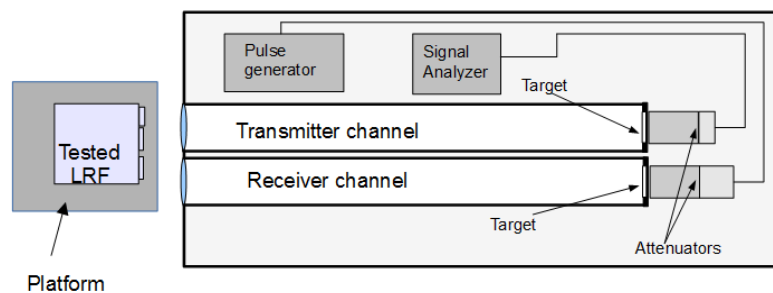 Pulse
generator
Signal
Analyzer
Target
Transmitter channel
Tested
LRF
Receiver channel
Target
Attenuators
Platform